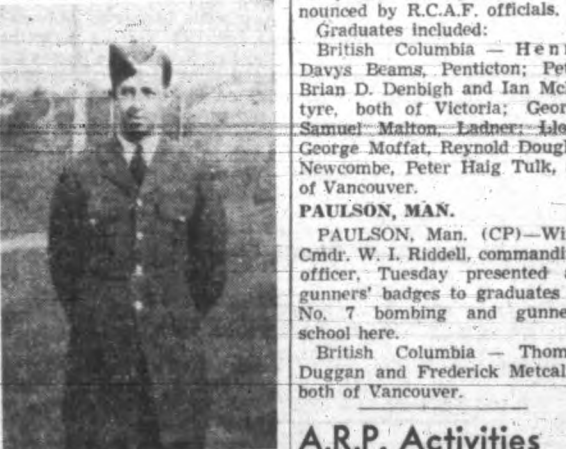 nounced by R.C.A.F. officials.
Graduates included:
British Columbia — Hen
Davys Beams, Penticton; Pet
Brian D. Denbigh and Ian Mc
tyre, both of Victoria; Geor
Samuel Malton, Ladner; Llo
George Moffat, Reynold Dougl
Newcombe, Peter Haig Tulk,
of Vancouver.
PAULSON, MAN.
PAULSON, Man. (CP)—Wi
Cmdr. W. I. Riddell, commandi
officer, Tuesday presented a
gunners' badges to graduates
No. 7 bombing and gunne
school here.
British Columbia — Thom
Duggan and Frederick Metcal
both of Vancouver.
A.R.P. Activities